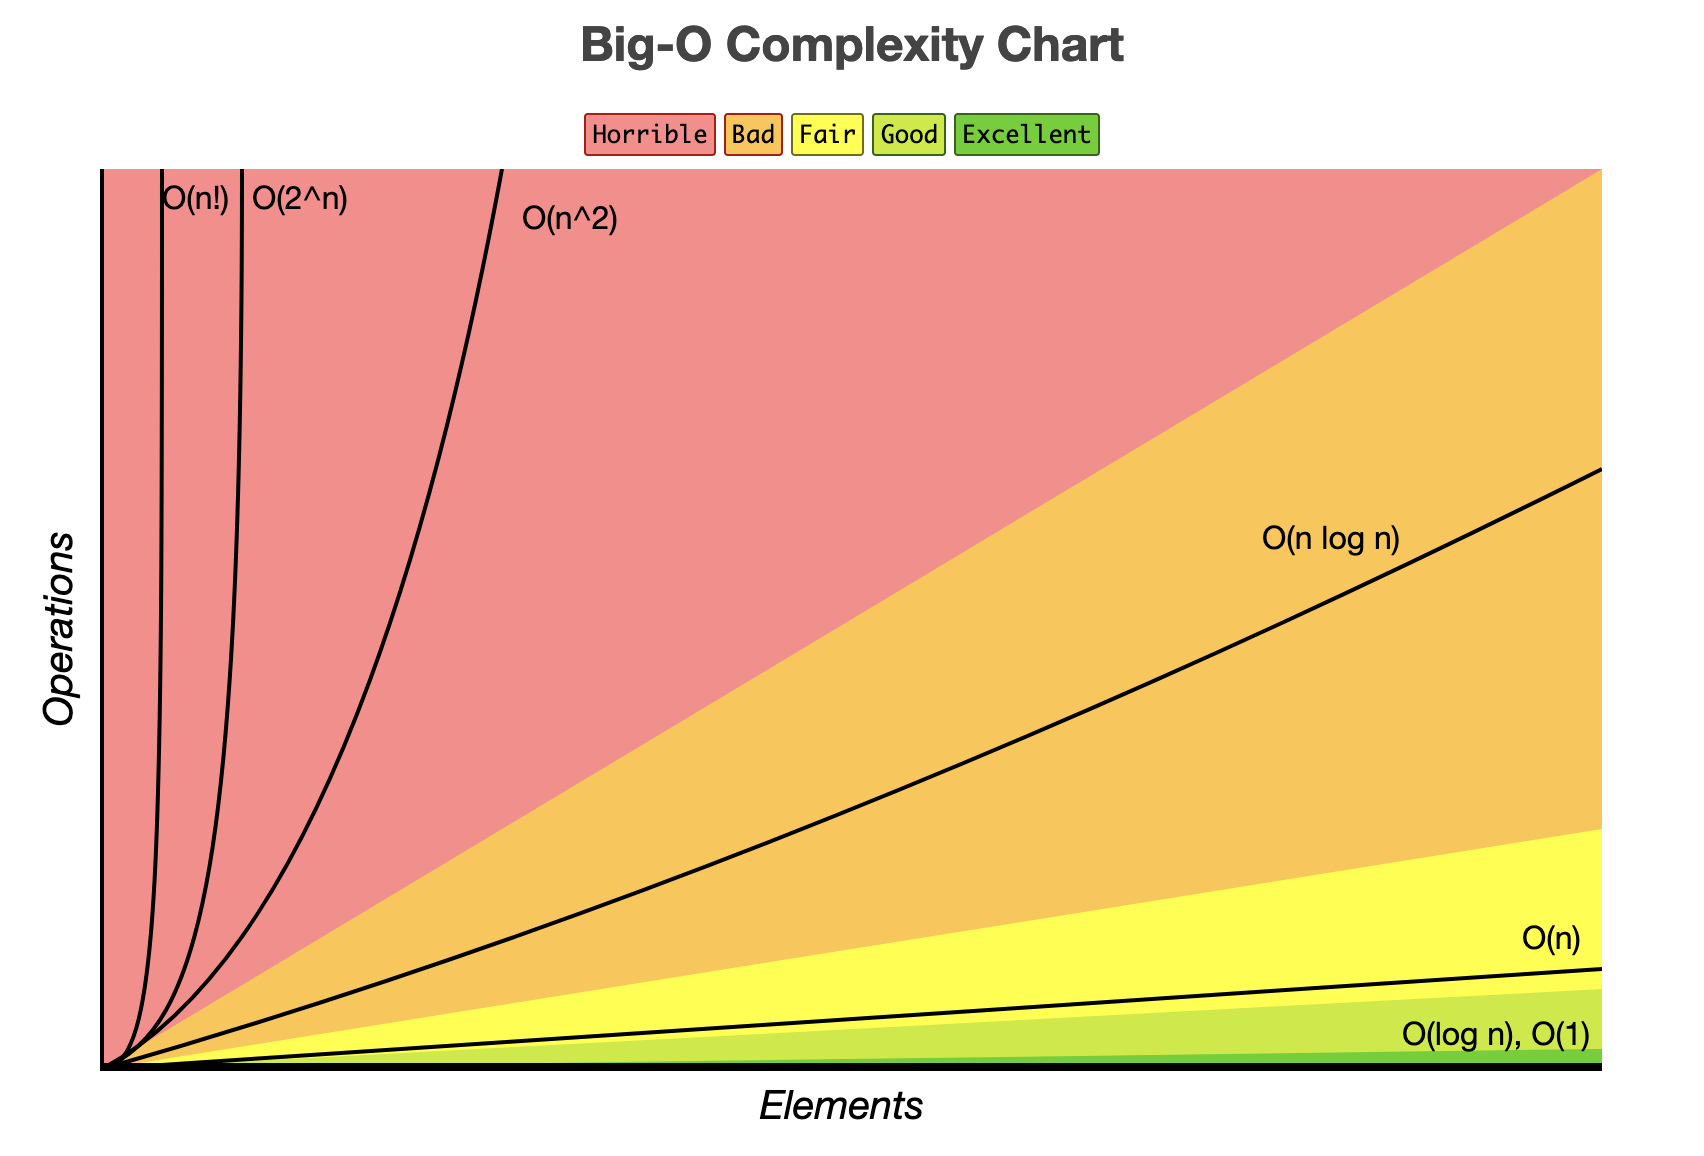 Big-O Complexity Chart
Horrible Bad Fair Good Excellent
O(n!) O(2^n)
O(n^2)
O(n log n)
Operations
O(n)
O(log n), O(1)
Elements